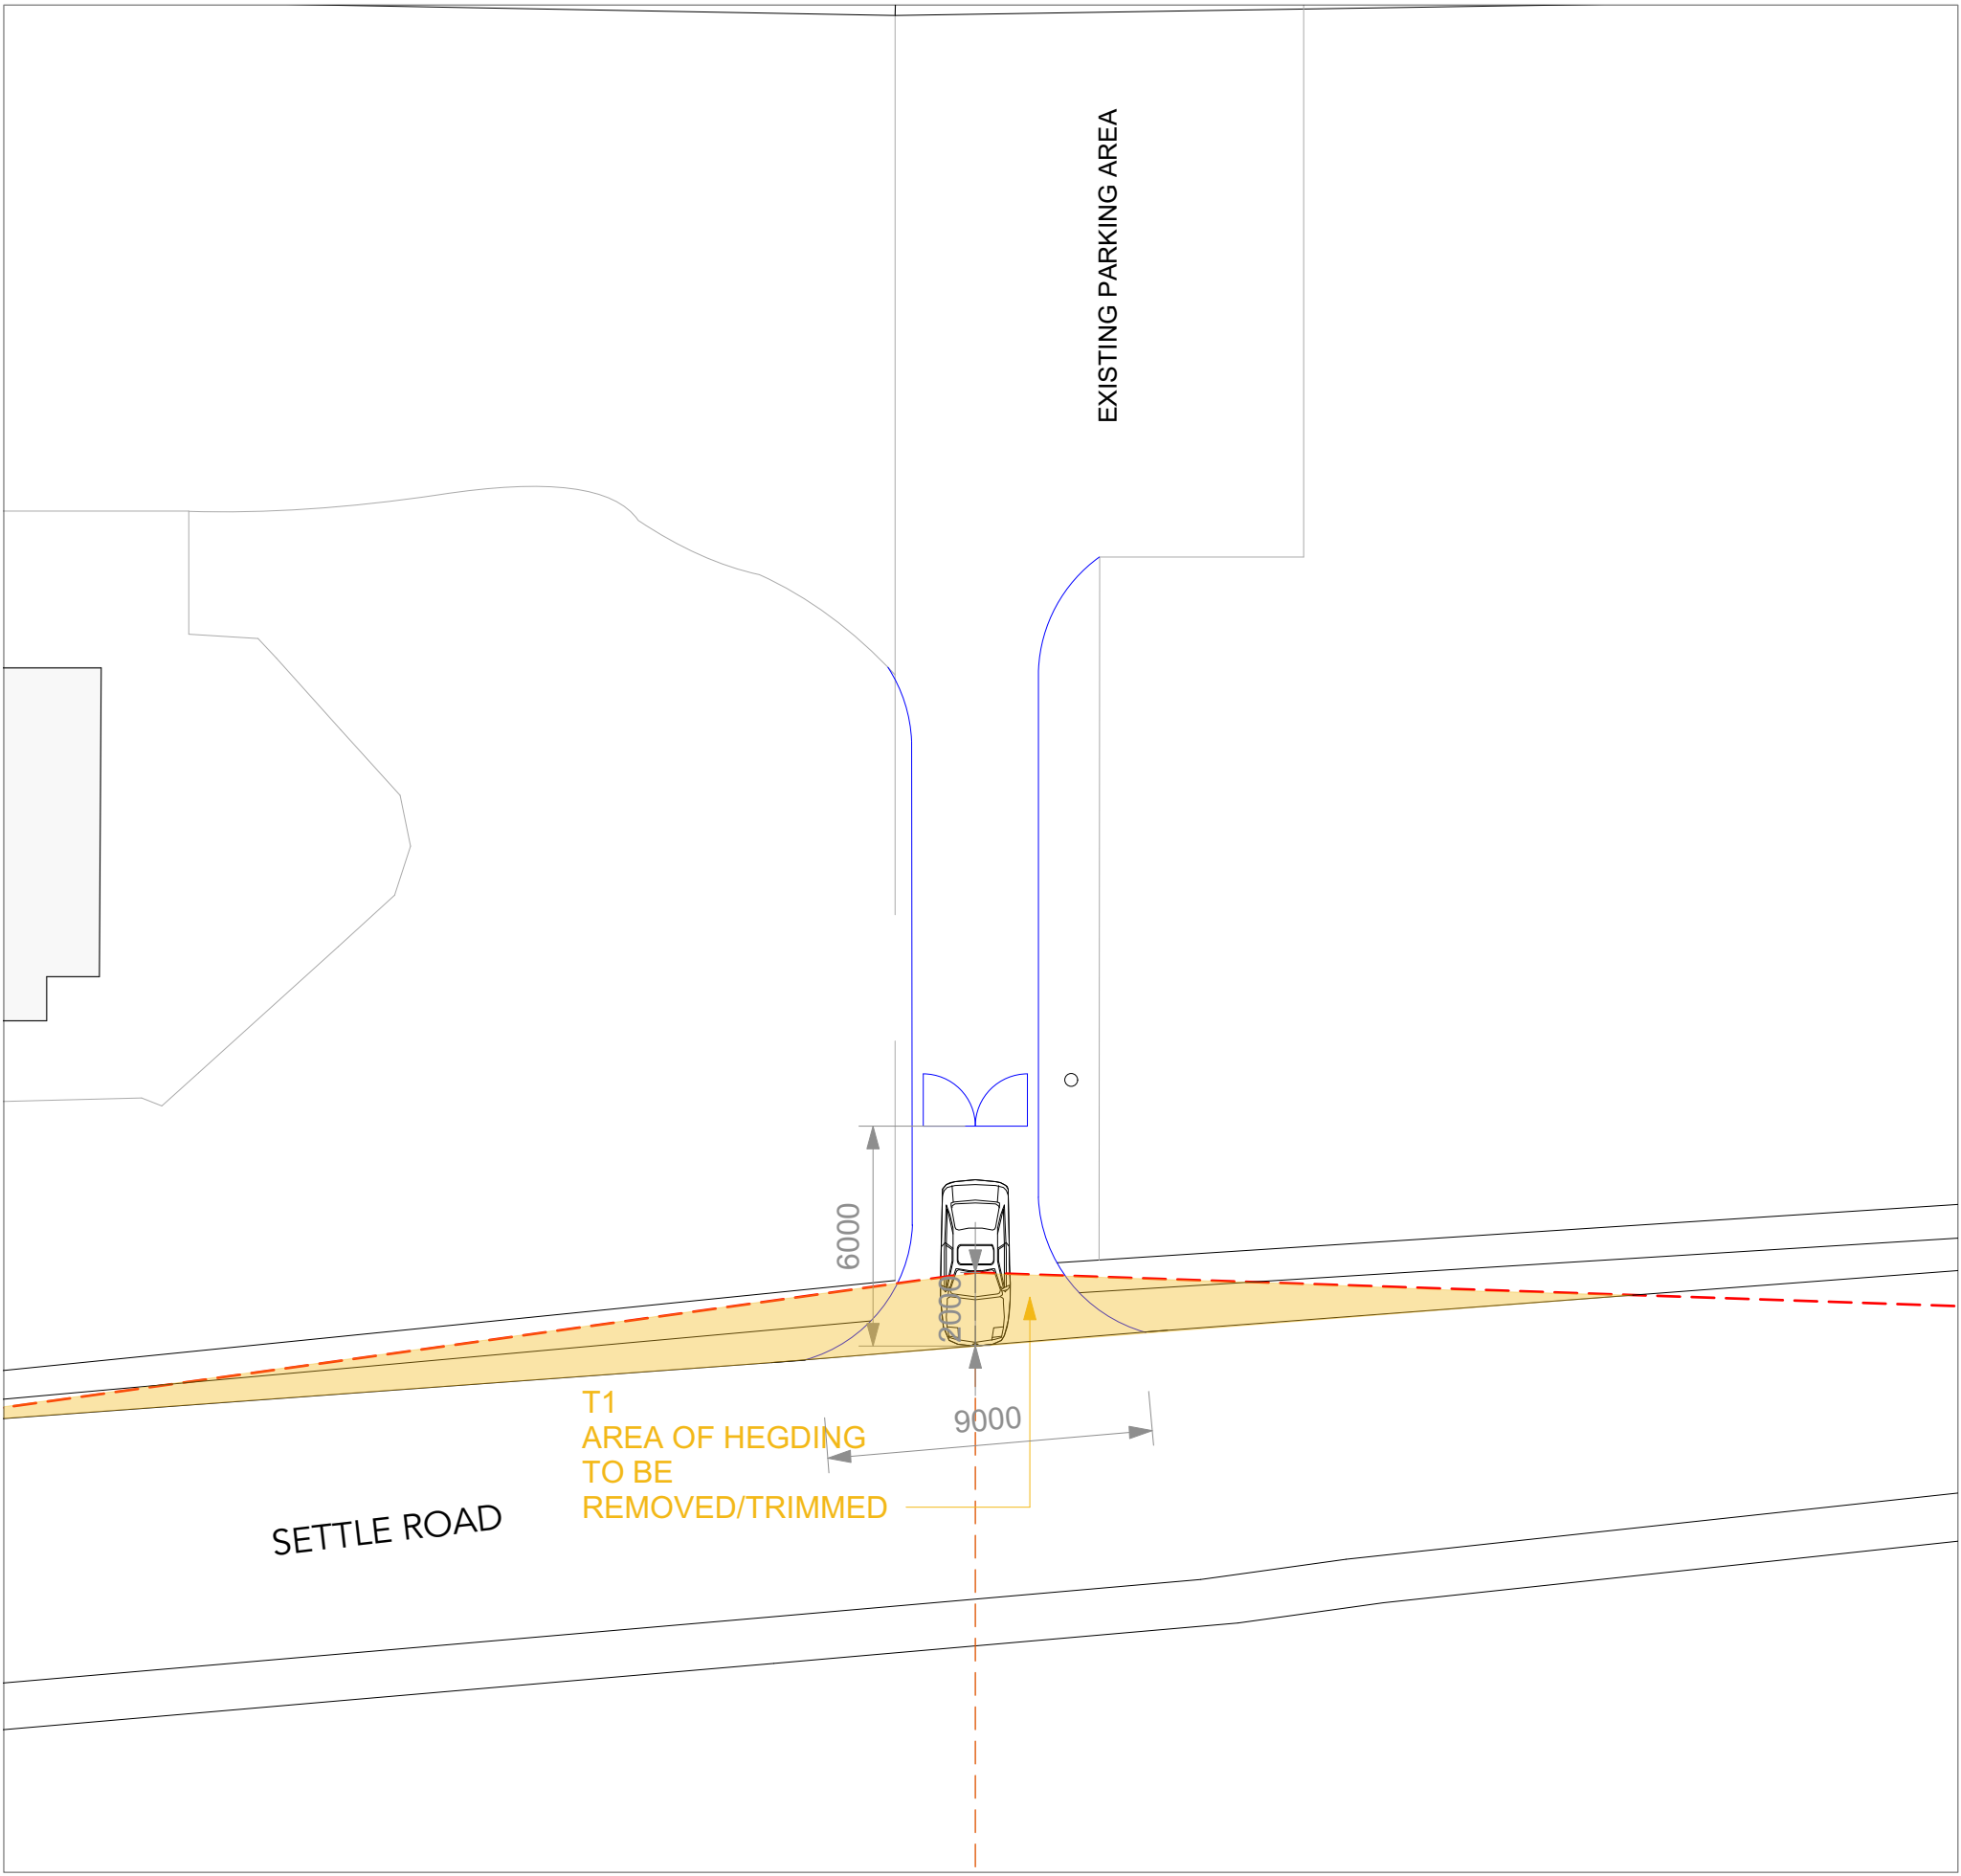 EXISTING PARKING AREA
6000
2000
9000
T1
AREA OF HEGDING
TO BE
REMOVED/TRIMMED
SETTLE ROAD